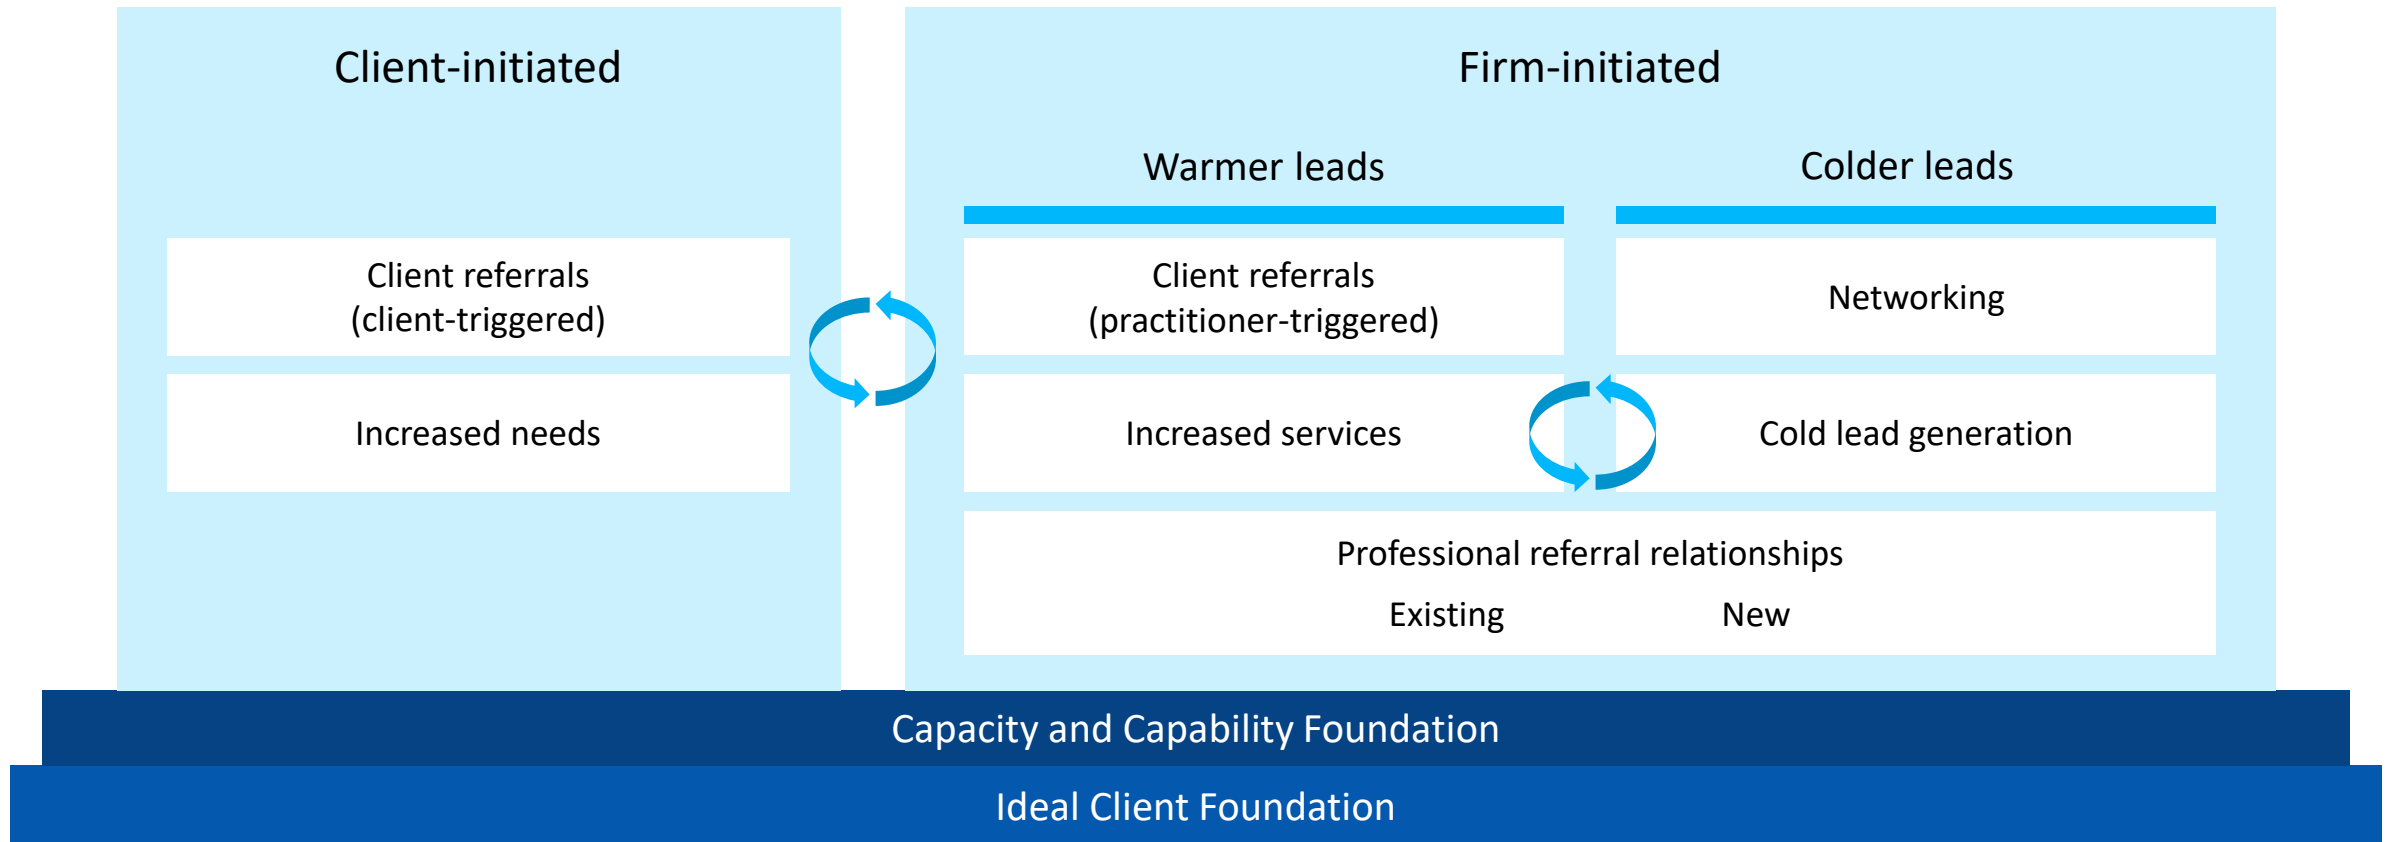 Client-initiated
Client referrals
(client-triggered)
Increased needs
Firm-initiated
Warmer leads
Client referrals
(practitioner-triggered)
Increased services
Colder leads
Networking
Cold lead generation
Professional referral relationships
Existing New
Capacity and Capability Foundation
Ideal Client Foundation